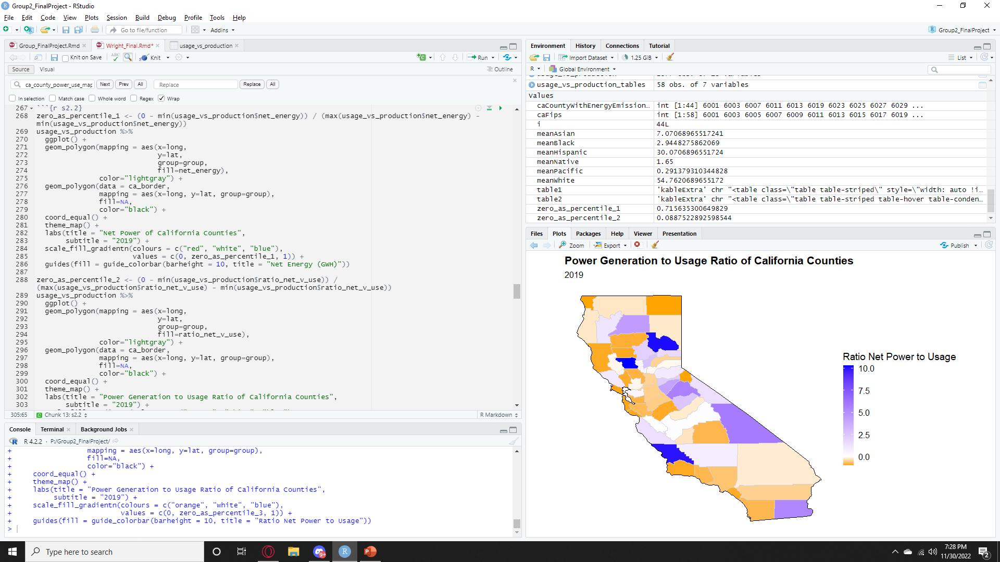 Group2_FinalProject - RStudio
File Edit Code View Plots Session Build Debug Profile Tools Help
Go to file/function
Addins
Group2_FinalProject
Group_FinalProject.Rmd
Wright_Final.Rmd*
usage_vs_production
Knit on Save
ABC
Knit
Run
Source Visual
Outline
ca_county_power_use_map
Next Prev All
Replace
Replace All
In selection Match case Whole word Regex Wrap
267 ```{r s2.2}
268 zero_as_percentile_1 <- (0 - min(usage_vs_production$net_energy)) / (max(usage_vs_production$net_energy) -
min(usage_vs_production$net_energy))
269 usage_vs_production %>%
270 ggplot() +
271 geom_polygon(mapping = aes(x=long,
272 y=lat,
273 group=group,
274 fill=net_energy),
275 color="lightgray") +
276 geom_polygon(data = ca_border,
277 mapping = aes(x=long, y=lat, group=group),
278 fill=NA,
279 color="black") +
280 coord_equal() +
281 theme_map() +
282 labs(title = "Net Power of California Counties",
283 subtitle = "2019") +
284 scale_fill_gradientn(colours = c("red", "white", "blue"),
285 values = c(0, zero_as_percentile_1, 1)) +
286 guides(fill = guide_colorbar(barheight = 10, title = "Net Energy (GWH)"))
287
288 zero_as_percentile_2 <- (0 - min(usage_vs_production$ratio_net_v_use)) /
(max(usage_vs_production$ratio_net_v_use) - min(usage_vs_production$ratio_net_v_use))
289 usage_vs_production %>%
290 ggplot() +
291 geom_polygon(mapping = aes(x=long,
292 y=lat,
293 group=group,
294 fill=ratio_net_v_use),
295 color="lightgray") +
296 geom_polygon(data = ca_border,
297 mapping = aes(x=long, y=lat, group=group),
298 fill=NA,
299 color="black") +
300 coord_equal() +
301 theme_map() +
302 labs(title = "Power Generation to Usage Ratio of California Counties",
303 subtitle = "2019") +
305:65 Chunk 13: s2.2
R Markdown
Console Terminal Background Jobs
R 4.2.2 · P:/Group2_FinalProject/
+ mapping = aes(x=long, y=lat, group=group),
+ fill=NA,
+ color="black") +
+ coord_equal() +
+ theme_map() +
+ labs(title = "Power Generation to Usage Ratio of California Counties",
+ subtitle = "2019") +
+ scale_fill_gradientn(colours = c("orange", "white", "blue"),
+ values = c(0, zero_as_percentile_3, 1)) +
+ guides(fill = guide_colorbar(barheight = 10, title = "Ratio Net Power to Usage"))
>
Environment History Connections Tutorial
Import Dataset
1.25 GiB
List
R
Global Environment
usage_vs_production_tables 58 obs. of 7 variables
Values
caCountyWithEnergyEmission… int [1:44] 6001 6003 6007 6011 6013 6019 6023 6025 6027 6029 ...
caFips int [1:58] 6001 6003 6005 6007 6009 6011 6013 6015 6017 6019 ...
i 44L
meanAsian 7.07068965517241
meanBlack 2.9448275862069
meanHispanic 30.0706896551724
meanNative 1.65
meanPacific 0.291379310344828
meanWhite 54.7620689655172
table1 'kableExtra' chr "<table class=\"table table-striped\" style=\"width: auto !i…
table2 'kableExtra' chr "<table class=\"table table-striped table-hover table-conden…
zero_as_percentile_1 0.715635300649829
zero_as_percentile_2 0.0887522892598544
Files Plots Packages Help Viewer Presentation
Zoom Export
Publish
Power Generation to Usage Ratio of California Counties
2019
Ratio Net Power to Usage
10.0
7.5
5.0
2.5
0.0
Type here to search
9+
7:28 PM
11/30/2022
2